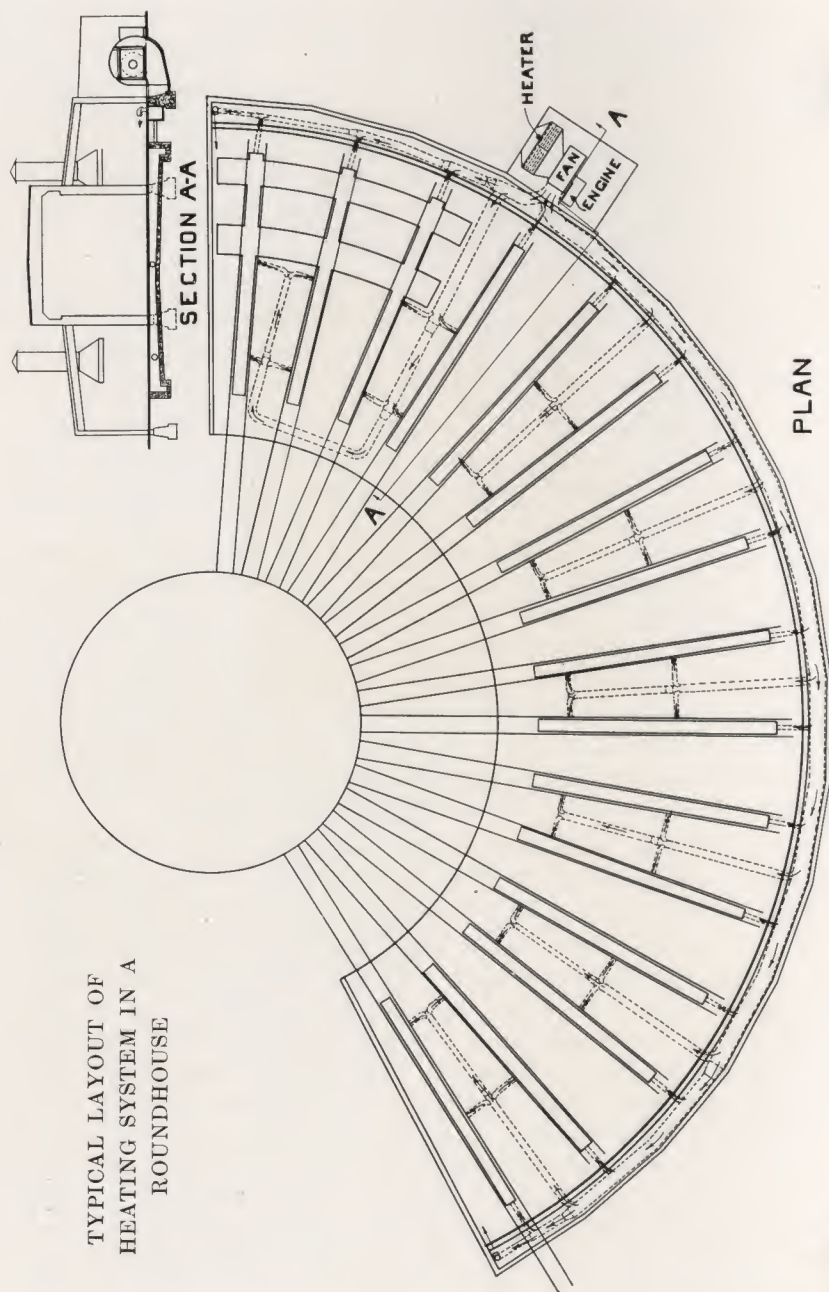 TYPICAL LAYOUT OF
HEATING SYSTEM IN A
ROUNDHOUSE
SECTION A-A
HEATER
FAN
ENGINE
A
A'
PLAN